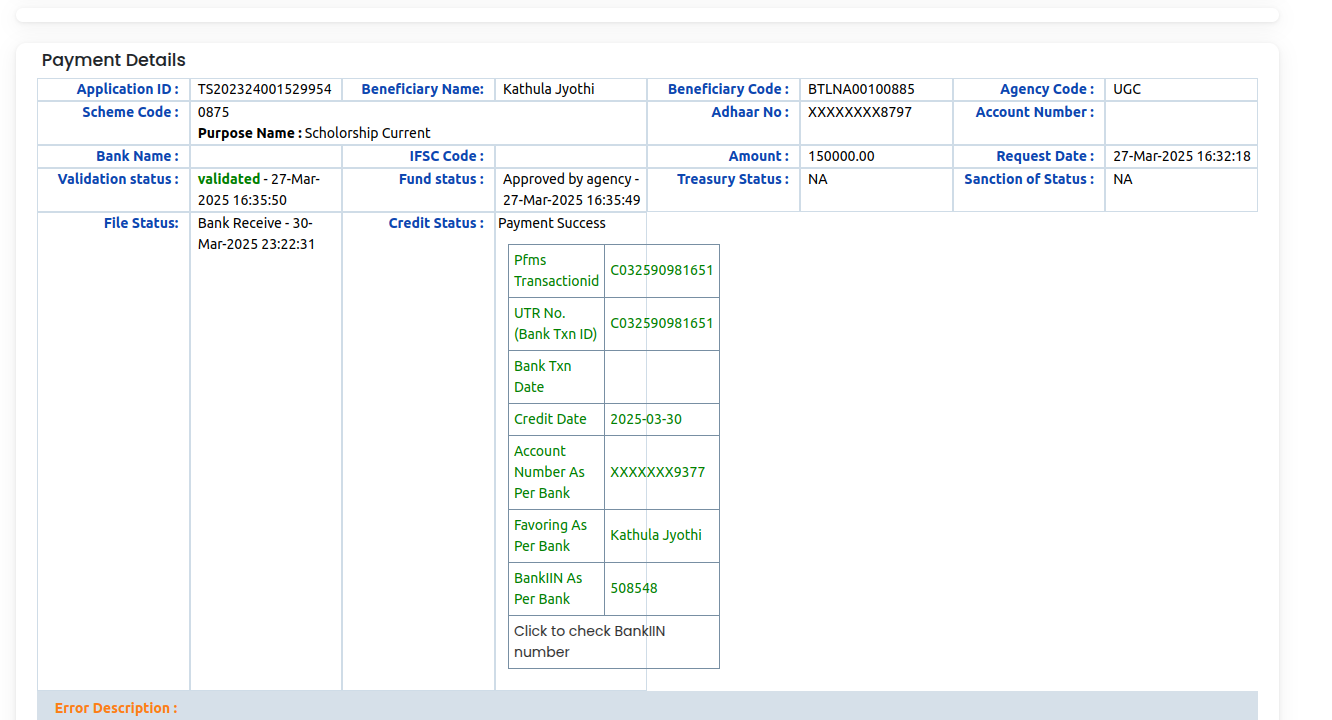 Payment Details
Application ID : TS202324001529954 Beneficiary Name: Kathula Jyothi Beneficiary Code : BTLNA00100885 Agency Code : UGC
Scheme Code : 0875 Adhaar No : XXXXXXXX8797 Account Number :
Purpose Name : Scholorship Current
Bank Name : IFSC Code : Amount : 150000.00 Request Date : 27-Mar-2025 16:32:18
Validation status : validated - 27-Mar- Fund status : Approved by agency - Treasury Status : NA Sanction of Status : NA
2025 16:35:50 27-Mar-2025 16:35:49
File Status: Bank Receive - 30- Credit Status : Payment Success
Mar-2025 23:22:31
Pfms
Transactionid C032590981651
UTR No.
(Bank Txn ID) C032590981651
Bank Txn
Date
Credit Date 2025-03-30
Account
Number As XXXXXXX9377
Per Bank
Favoring As
Per Bank Kathula Jyothi
BankIIN As
Per Bank 508548
Click to check BankIIN
number
Error Description :